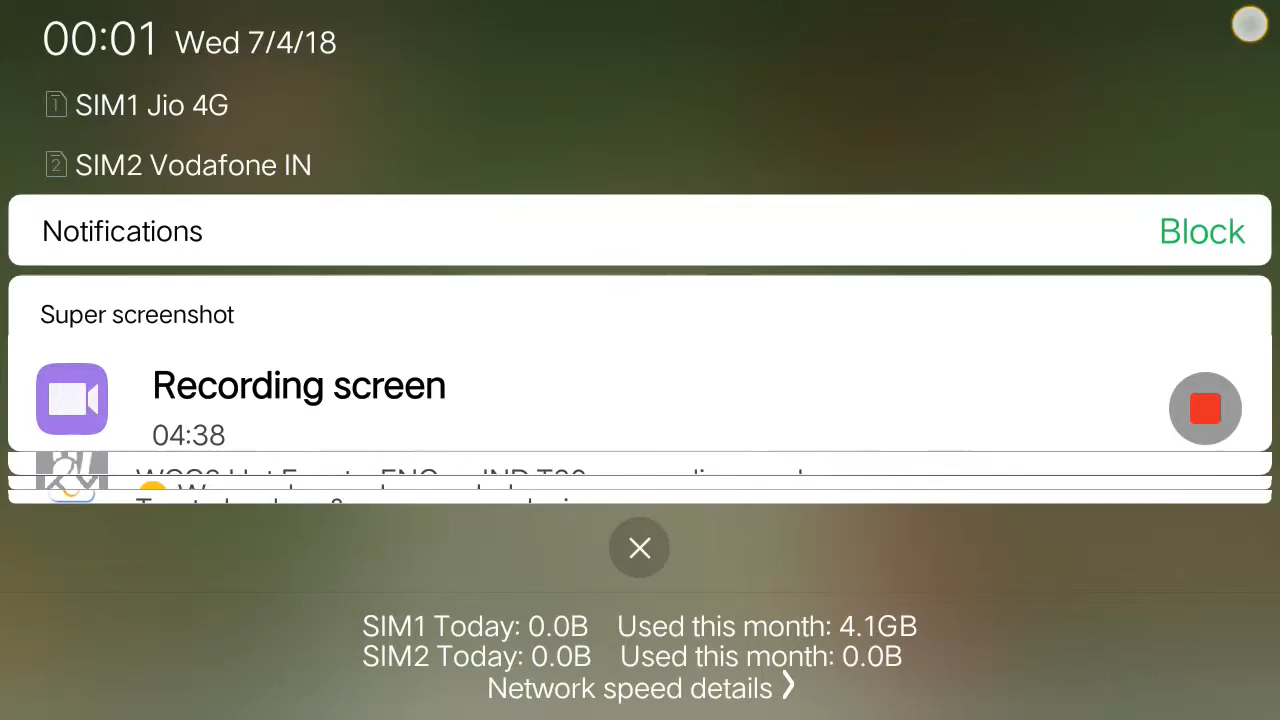 00:01 Wed 7/4/18
1 SIM1 Jio 4G
2 SIM2 Vodafone IN
Notifications Block
Super screenshot
Recording screen
04:38
SIM1 Today: 0.0B Used this month: 4.1GB
SIM2 Today: 0.0B Used this month: 0.0B
Network speed details